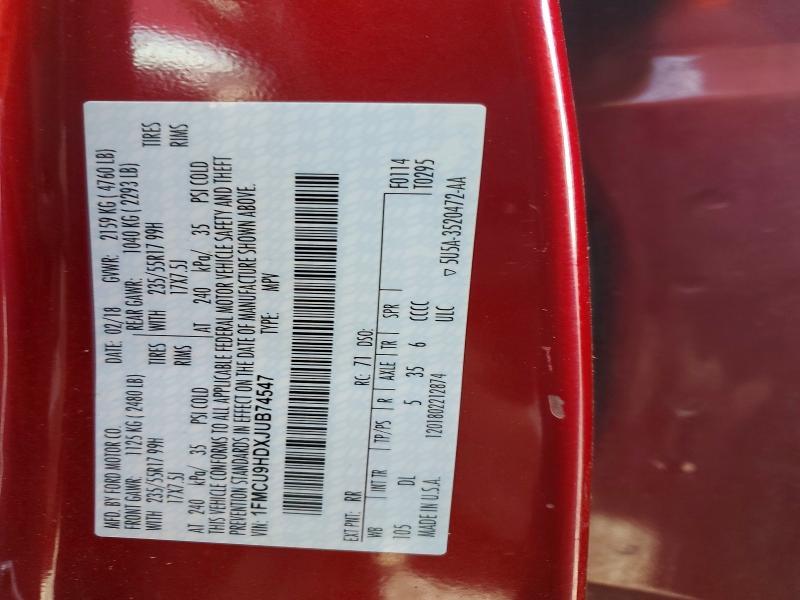 MFD. BY FORD MOTOR CO. DATE: 02/18 GVWR: 2159 KG ( 4760 LB)
FRONT GAWR: 1125 KG ( 2480 LB) REAR GAWR: 1040 KG ( 2293 LB)
WITH 235/55R17 99H TIRES WITH 235/55R17 99H TIRES
17X7.5J RIMS 17X7.5J RIMS
AT 240 kPa/ 35 PSI COLD AT 240 kPa/ 35 PSI COLD
THIS VEHICLE CONFORMS TO ALL APPLICABLE FEDERAL MOTOR VEHICLE SAFETY AND THEFT
PREVENTION STANDARDS IN EFFECT ON THE DATE OF MANUFACTURE SHOWN ABOVE.
VIN: 1FMCU9HDXJUB74547 TYPE: MPV
EXT PNT: RR RC: 71 DSO: F0114
WB INT TR TP/PS R AXLE TR SPR T0295
105 DL 5 35 6 CCCC
MADE IN U.S.A. 1201802212874 ULC ▽ 5U5A-3520472-AA